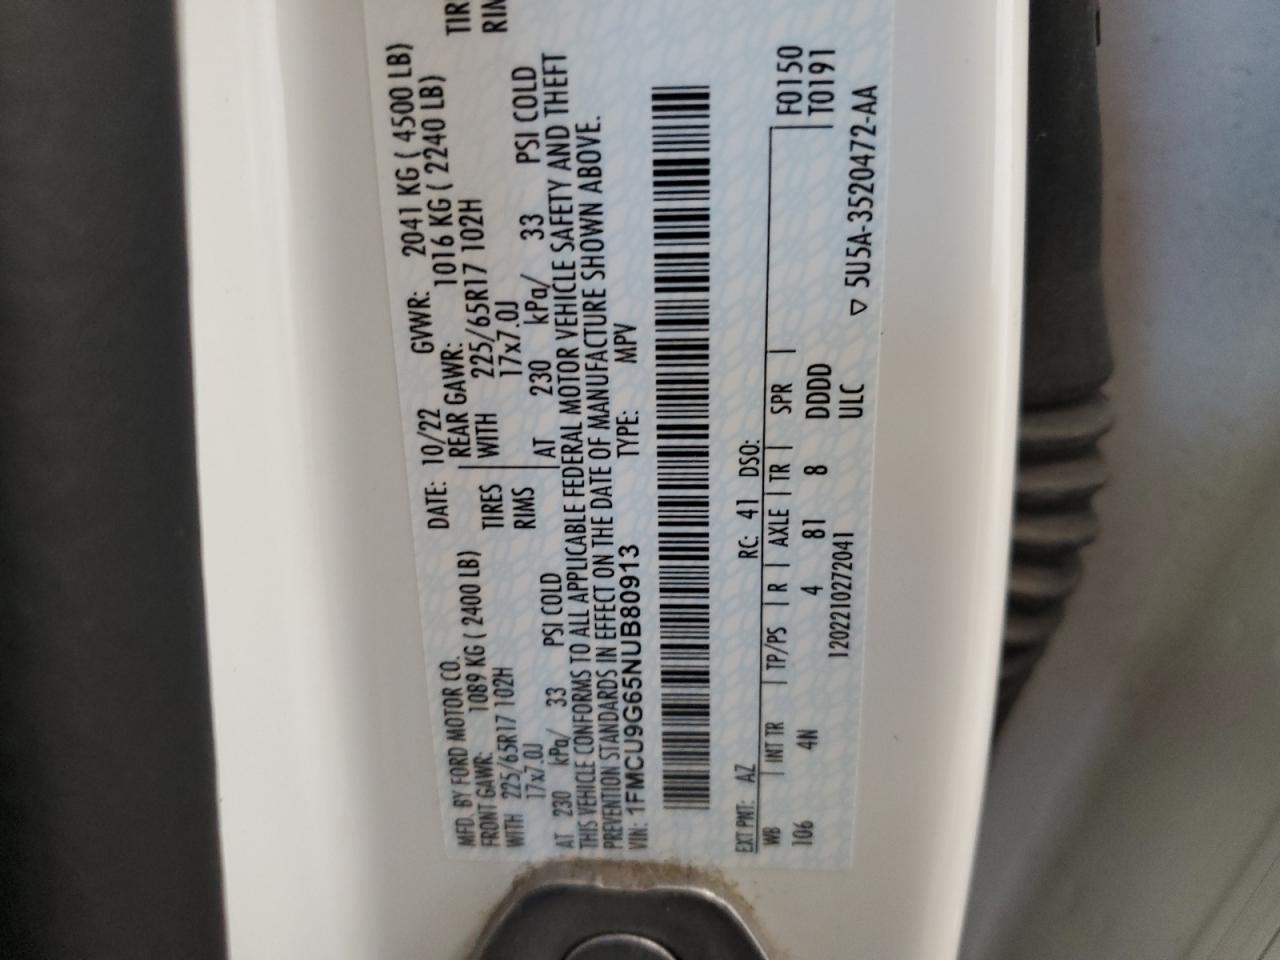 MFD. BY FORD MOTOR CO.
DATE: 10/22 GVWR: 2041 KG ( 4500 LB)
FRONT GAWR: 1089 KG ( 2400 LB)
REAR GAWR: 1016 KG ( 2240 LB)
WITH 225/65R17 102H TIRES WITH 225/65R17 102H TIR
17x7.0J RIMS 17x7.0J RIM
AT 230 kPa/ 33 PSI COLD AT 230 kPa/ 33 PSI COLD
THIS VEHICLE CONFORMS TO ALL APPLICABLE FEDERAL MOTOR VEHICLE SAFETY AND THEFT
PREVENTION STANDARDS IN EFFECT ON THE DATE OF MANUFACTURE SHOWN ABOVE.
VIN: 1FMCU9G65NUB80913 TYPE: MPV
EXT PNT: AZ RC: 41 DSO: F0150
WB INT TR TP/PS R AXLE TR SPR T0191
106 4N 4 81 8 DDDD
1202210272041 ULC
▽ 5U5A-3520472-AA